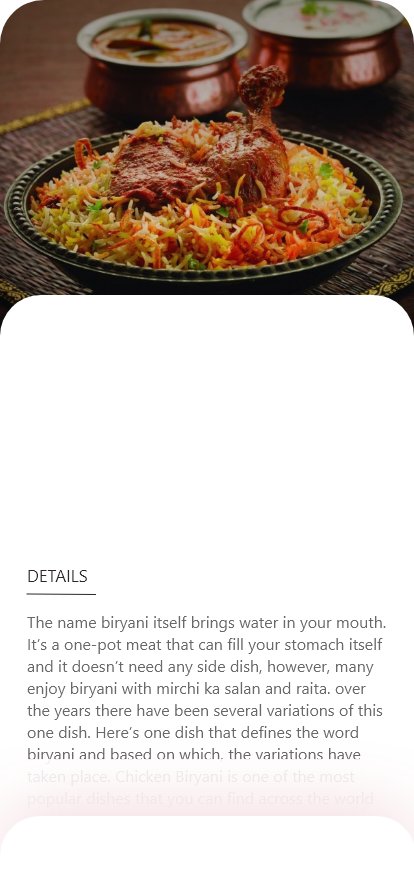 DETAILS
The name biryani itself brings water in your mouth.
It’s a one-pot meat that can fill your stomach itself
and it doesn’t need any side dish, however, many
enjoy biryani with mirchi ka salan and raita. over
the years there have been several variations of this
one dish. Here’s one dish that defines the word
biryani and based on which, the variations have
taken place. Chicken Biryani is one of the most
popular dishes that you can find across the world